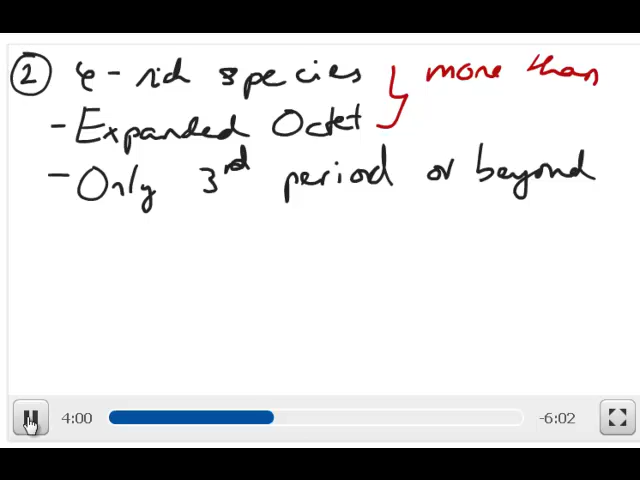 ② e⁻-rich species } more than
- Expanded Octet
- Only 3rd period or beyond
4:00 -6:02